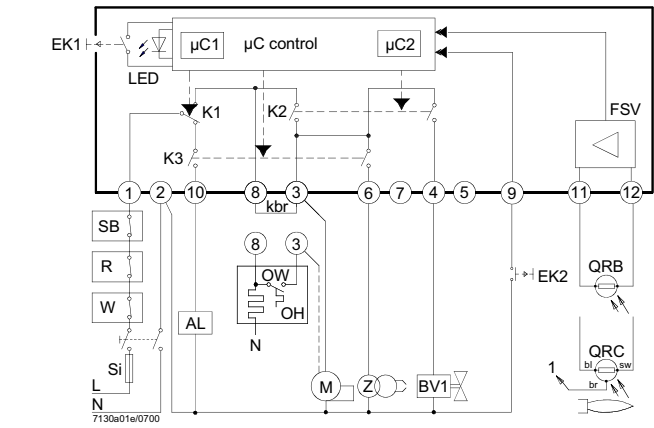 EK1
µC1
µC control
µC2
LED
FSV
K1
K2
K3
1
2
10
8
3
6
7
4
5
9
11
12
kbr
SB
R
W
8
3
OW
OH
N
AL
EK2
QRB
QRC
bl
sw
br
1
M
Z
BV1
Si
L
N
7130a01e/0700